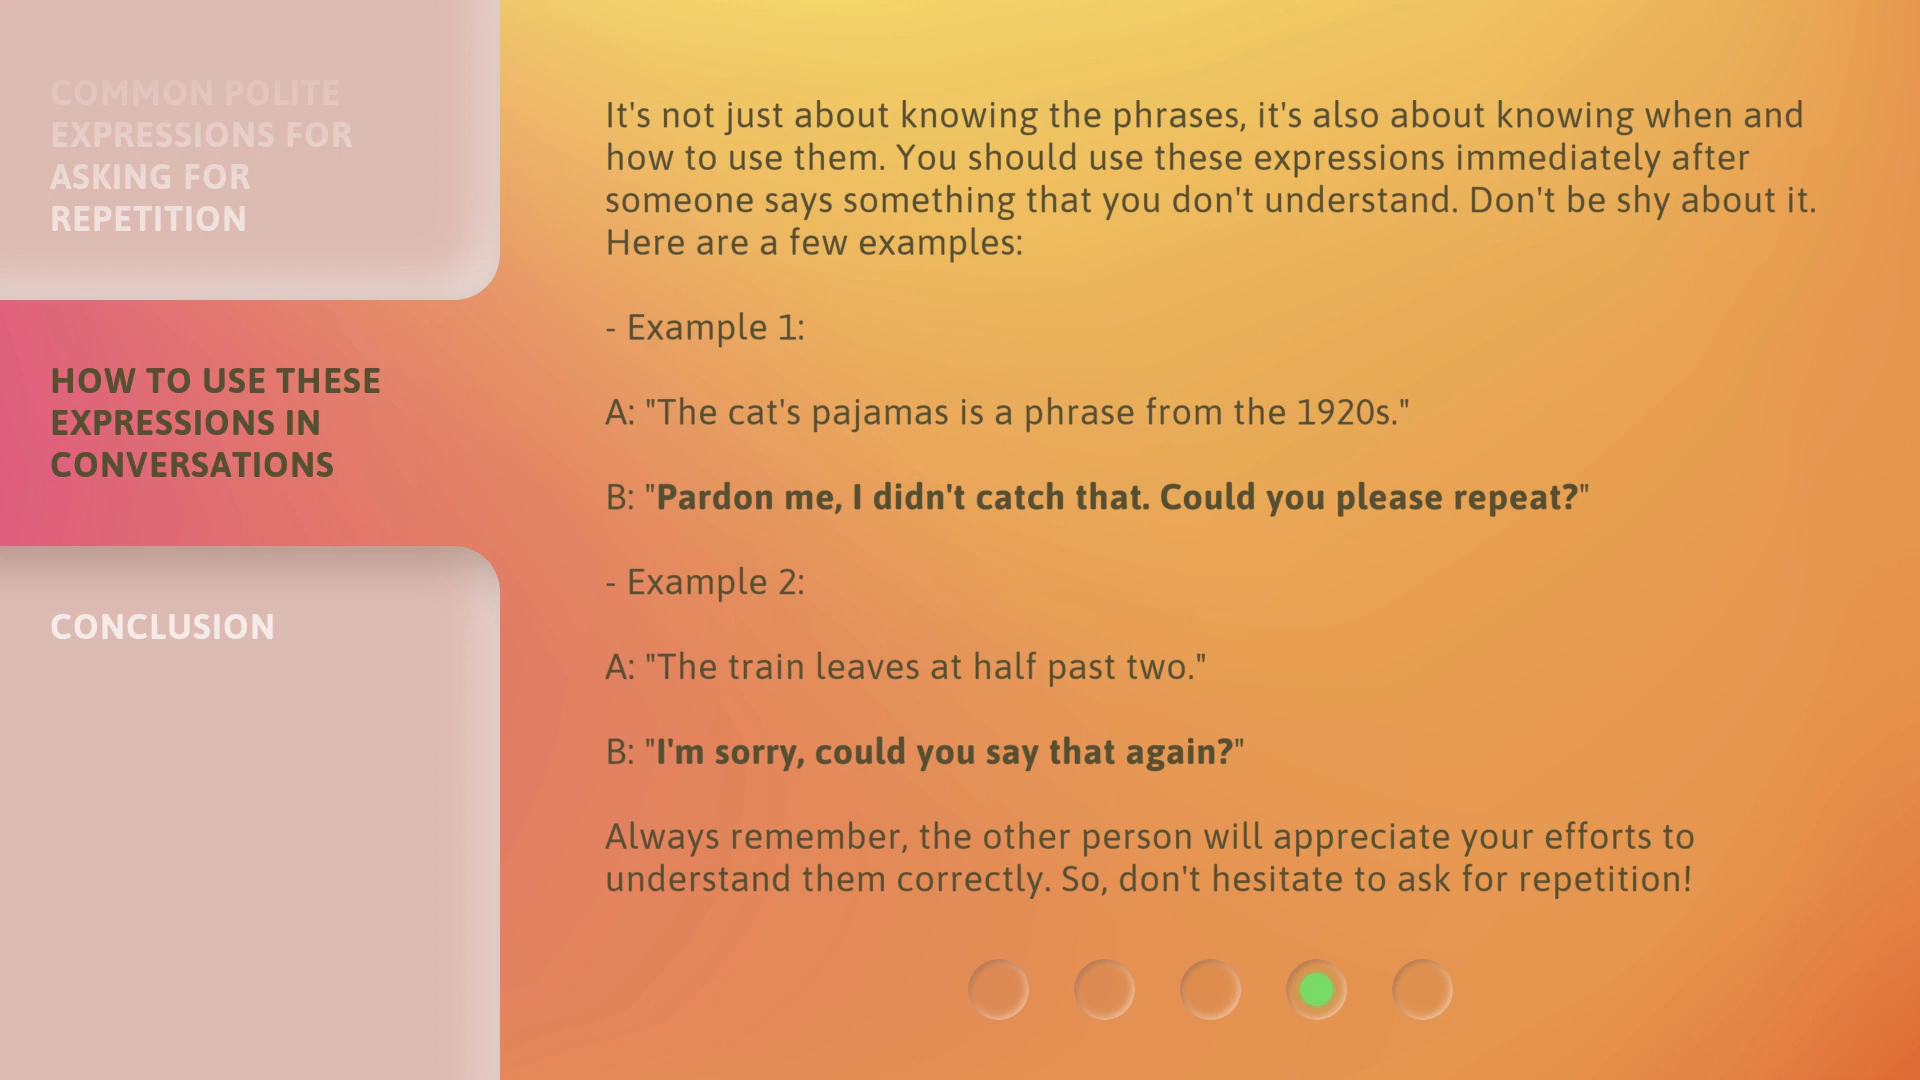 COMMON POLITE
EXPRESSIONS FOR
ASKING FOR
REPETITION
HOW TO USE THESE
EXPRESSIONS IN
CONVERSATIONS
CONCLUSION
It's not just about knowing the phrases, it's also about knowing when and
how to use them. You should use these expressions immediately after
someone says something that you don't understand. Don't be shy about it.
Here are a few examples:
- Example 1:
A: "The cat's pajamas is a phrase from the 1920s."
B: "Pardon me, I didn't catch that. Could you please repeat?"
- Example 2:
A: "The train leaves at half past two."
B: "I'm sorry, could you say that again?"
Always remember, the other person will appreciate your efforts to
understand them correctly. So, don't hesitate to ask for repetition!